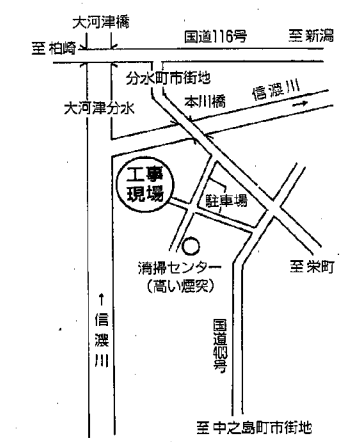 大河津橋
国道116号
至柏崎
至新潟
分水町市街地
大河津分水
本川橋
信濃川
→
工事
現場
駐車場
清掃センター
(高い煙突)
至栄町
↑信濃川
国道403号
至中之島町市街地